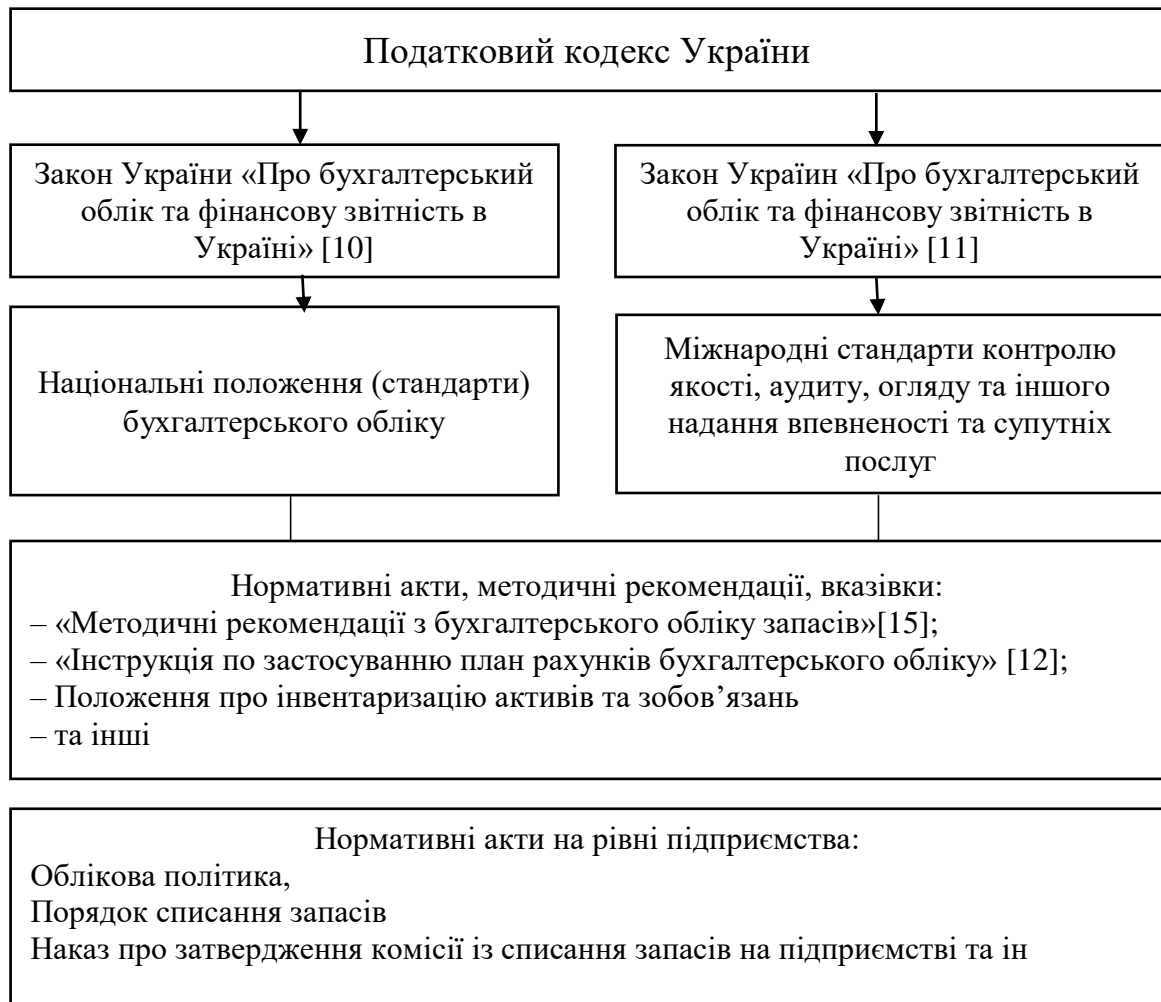 Податковий кодекс України
Закон України «Про бухгалтерський
облік та фінансову звітність в
Україні» [10]
Закон Україин «Про бухгалтерський
облік та фінансову звітність в
Україні» [11]
Національні положення (стандарти)
бухгалтерського обліку
Міжнародні стандарти контролю
якості, аудиту, огляду та іншого
надання впевненості та супутніх
послуг
Нормативні акти, методичні рекомендації, вказівки:
– «Методичні рекомендації з бухгалтерського обліку запасів»[15];
– «Інструкція по застосуванню план рахунків бухгалтерського обліку» [12];
– Положення про інвентаризацію активів та зобов’язань
– та інші
Нормативні акти на рівні підприємства:
Облікова політика,
Порядок списання запасів
Наказ про затвердження комісії із списання запасів на підприємстві та ін